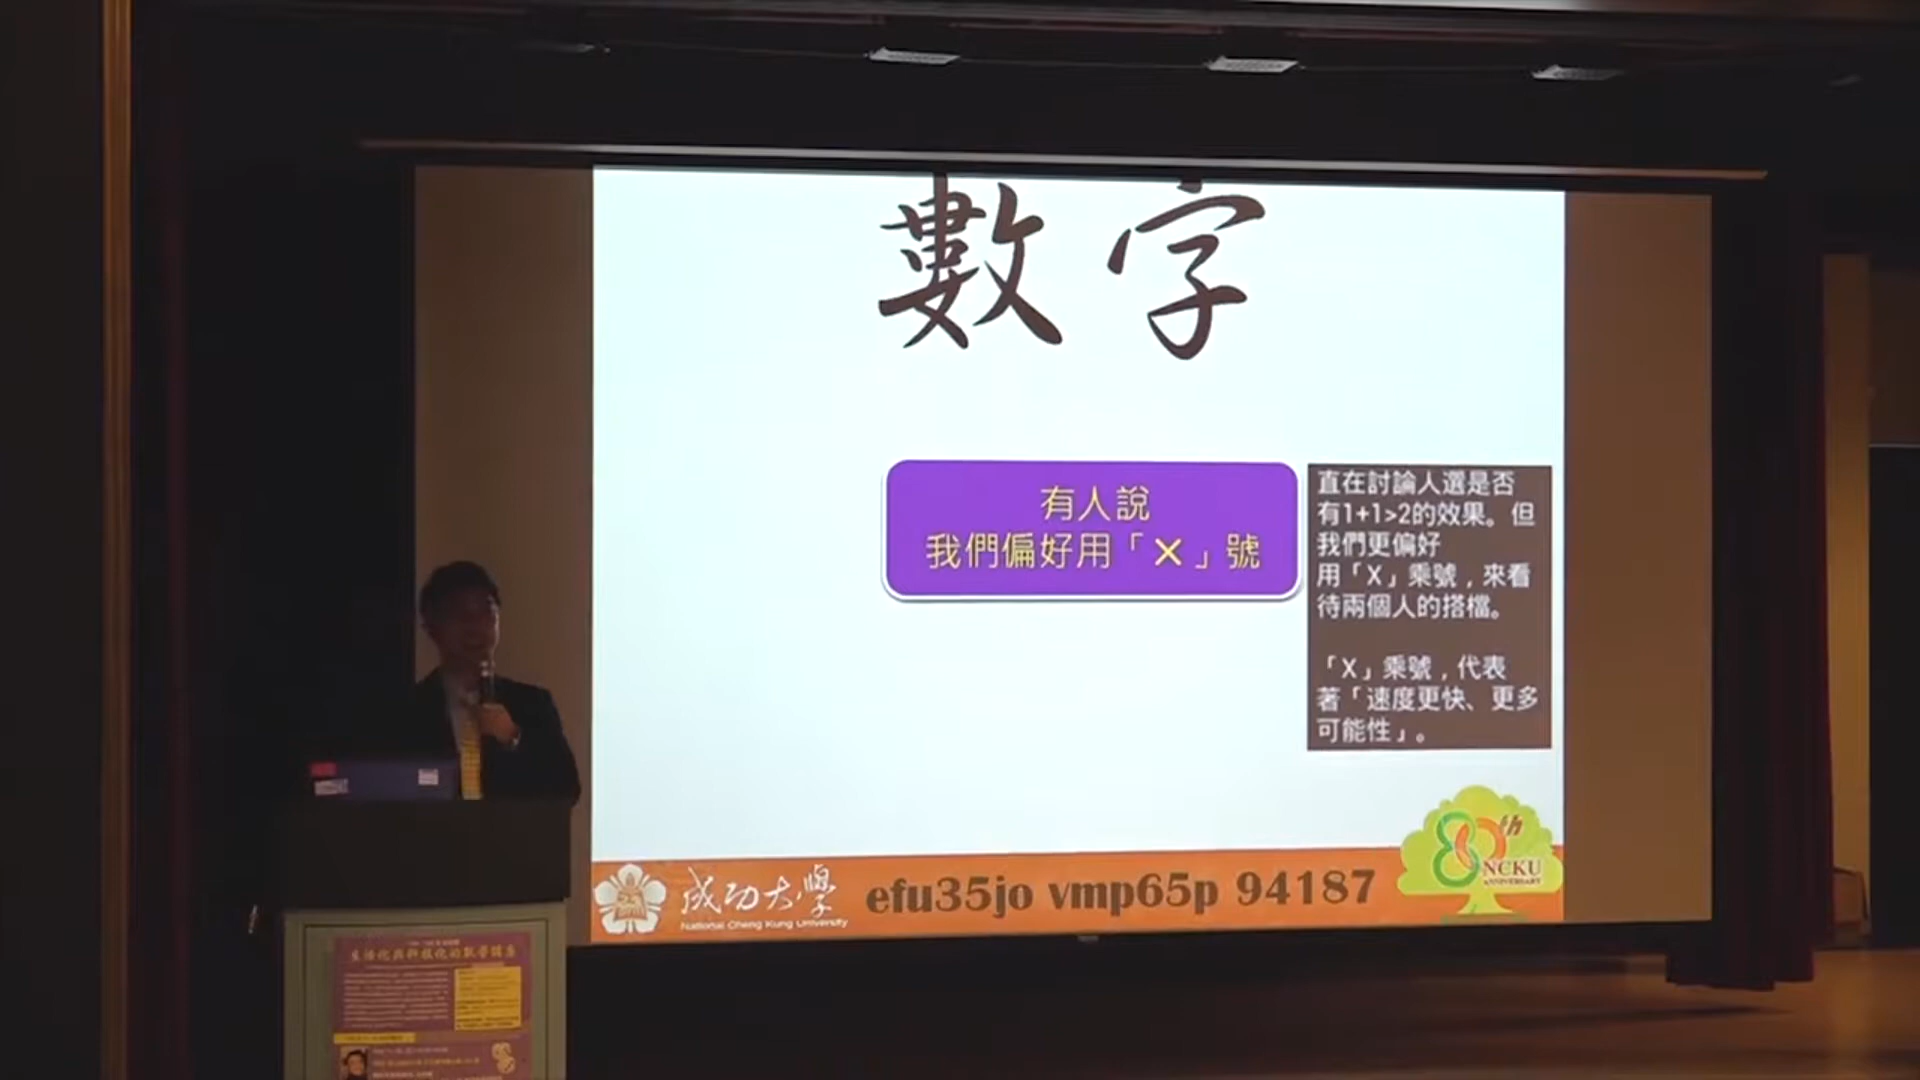 數字
有人說
我們偏好用「×」號
直在討論人選是否
有1+1>2的效果。但
我們更偏好
用「X」乘號,來看
待兩個人的搭檔。
「X」乘號,代表
著「速度更快、更多
可能性」。
成功大學
National Cheng Kung University
efu35jo vmp65p 94187
80th
NCKU
ANNIVERSARY